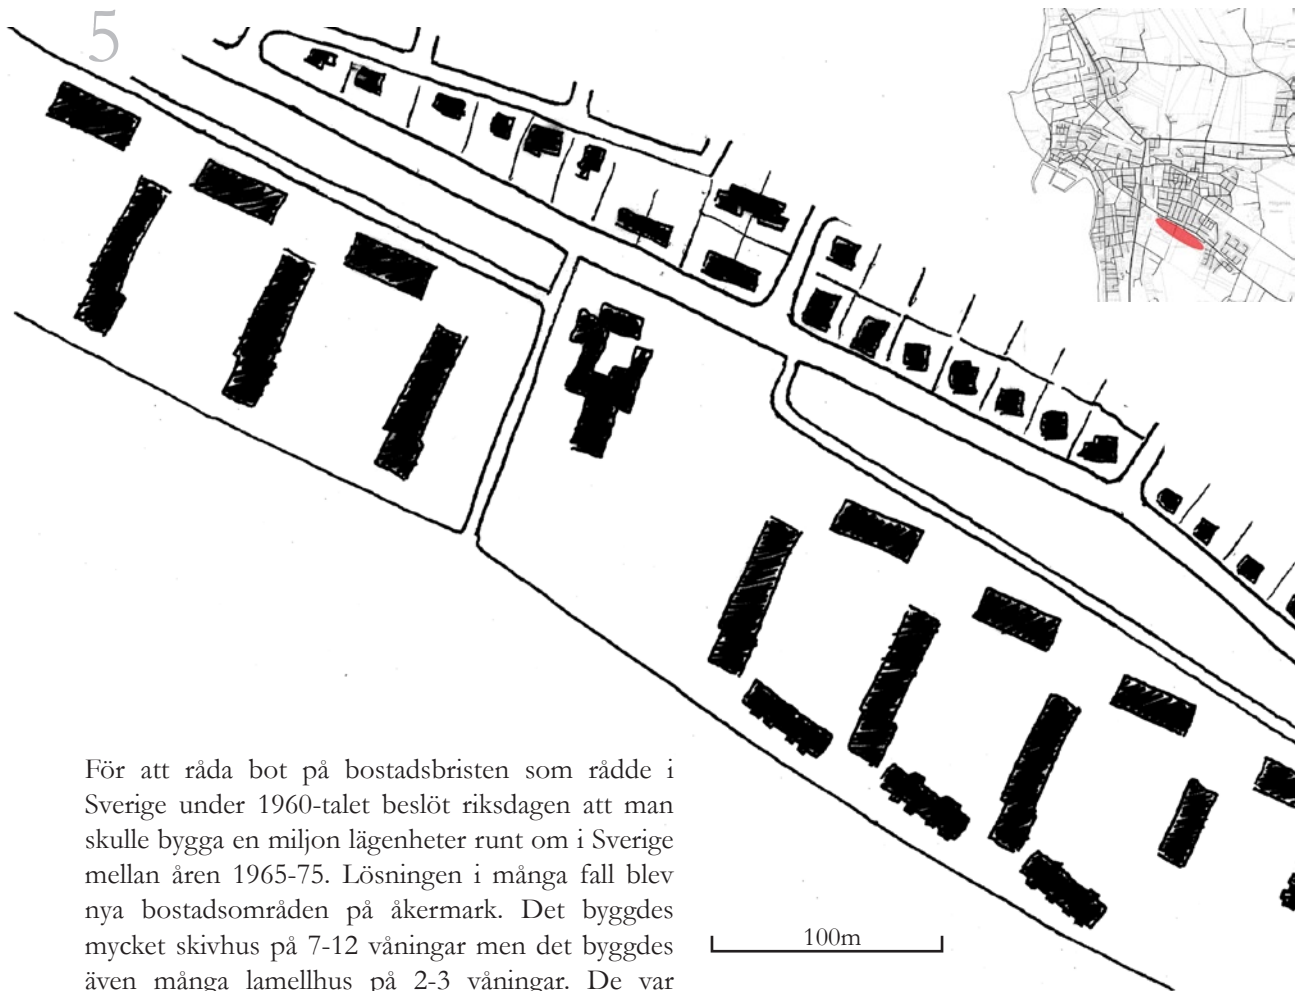 5
För att råda bot på bostadsbristen som rådde i
Sverige under 1960-talet beslöt riksdagen att man
skulle bygga en miljon lägenheter runt om i Sverige
mellan åren 1965-75. Lösningen i många fall blev
nya bostadsområden på åkermark. Det byggdes
mycket skivhus på 7-12 våningar men det byggdes
även många lamellhus på 2-3 våningar. De var
100m